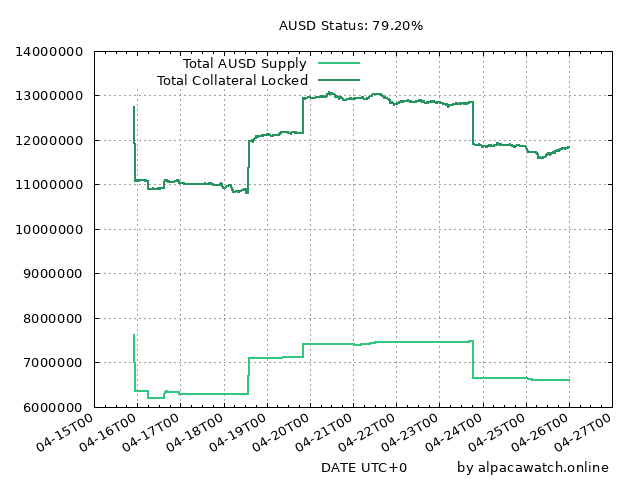 AUSD Status: 79.20%
14000000
13000000
12000000
11000000
10000000
9000000
8000000
7000000
6000000
Total AUSD Supply
Total Collateral Locked
04-15T00
04-16T00
04-17T00
04-18T00
04-19T00
04-20T00
04-21T00
04-22T00
04-23T00
04-24T00
04-25T00
04-26T00
04-27T00
DATE UTC+0
by alpacawatch.online